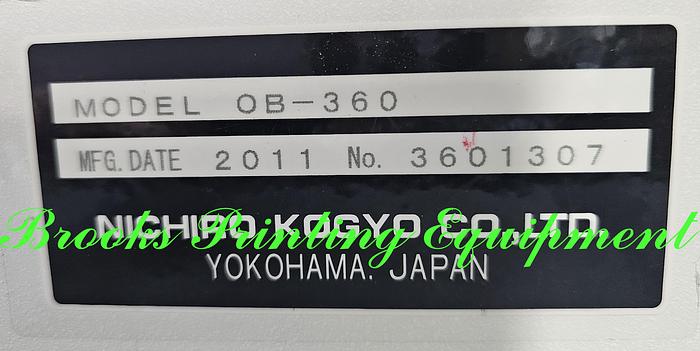 MODEL OB-360
MFG. DATE 2011 No. 3601307
NICHIRO KOGYO CO.,LTD.
Brooks Printing Equipment
YOKOHAMA. JAPAN